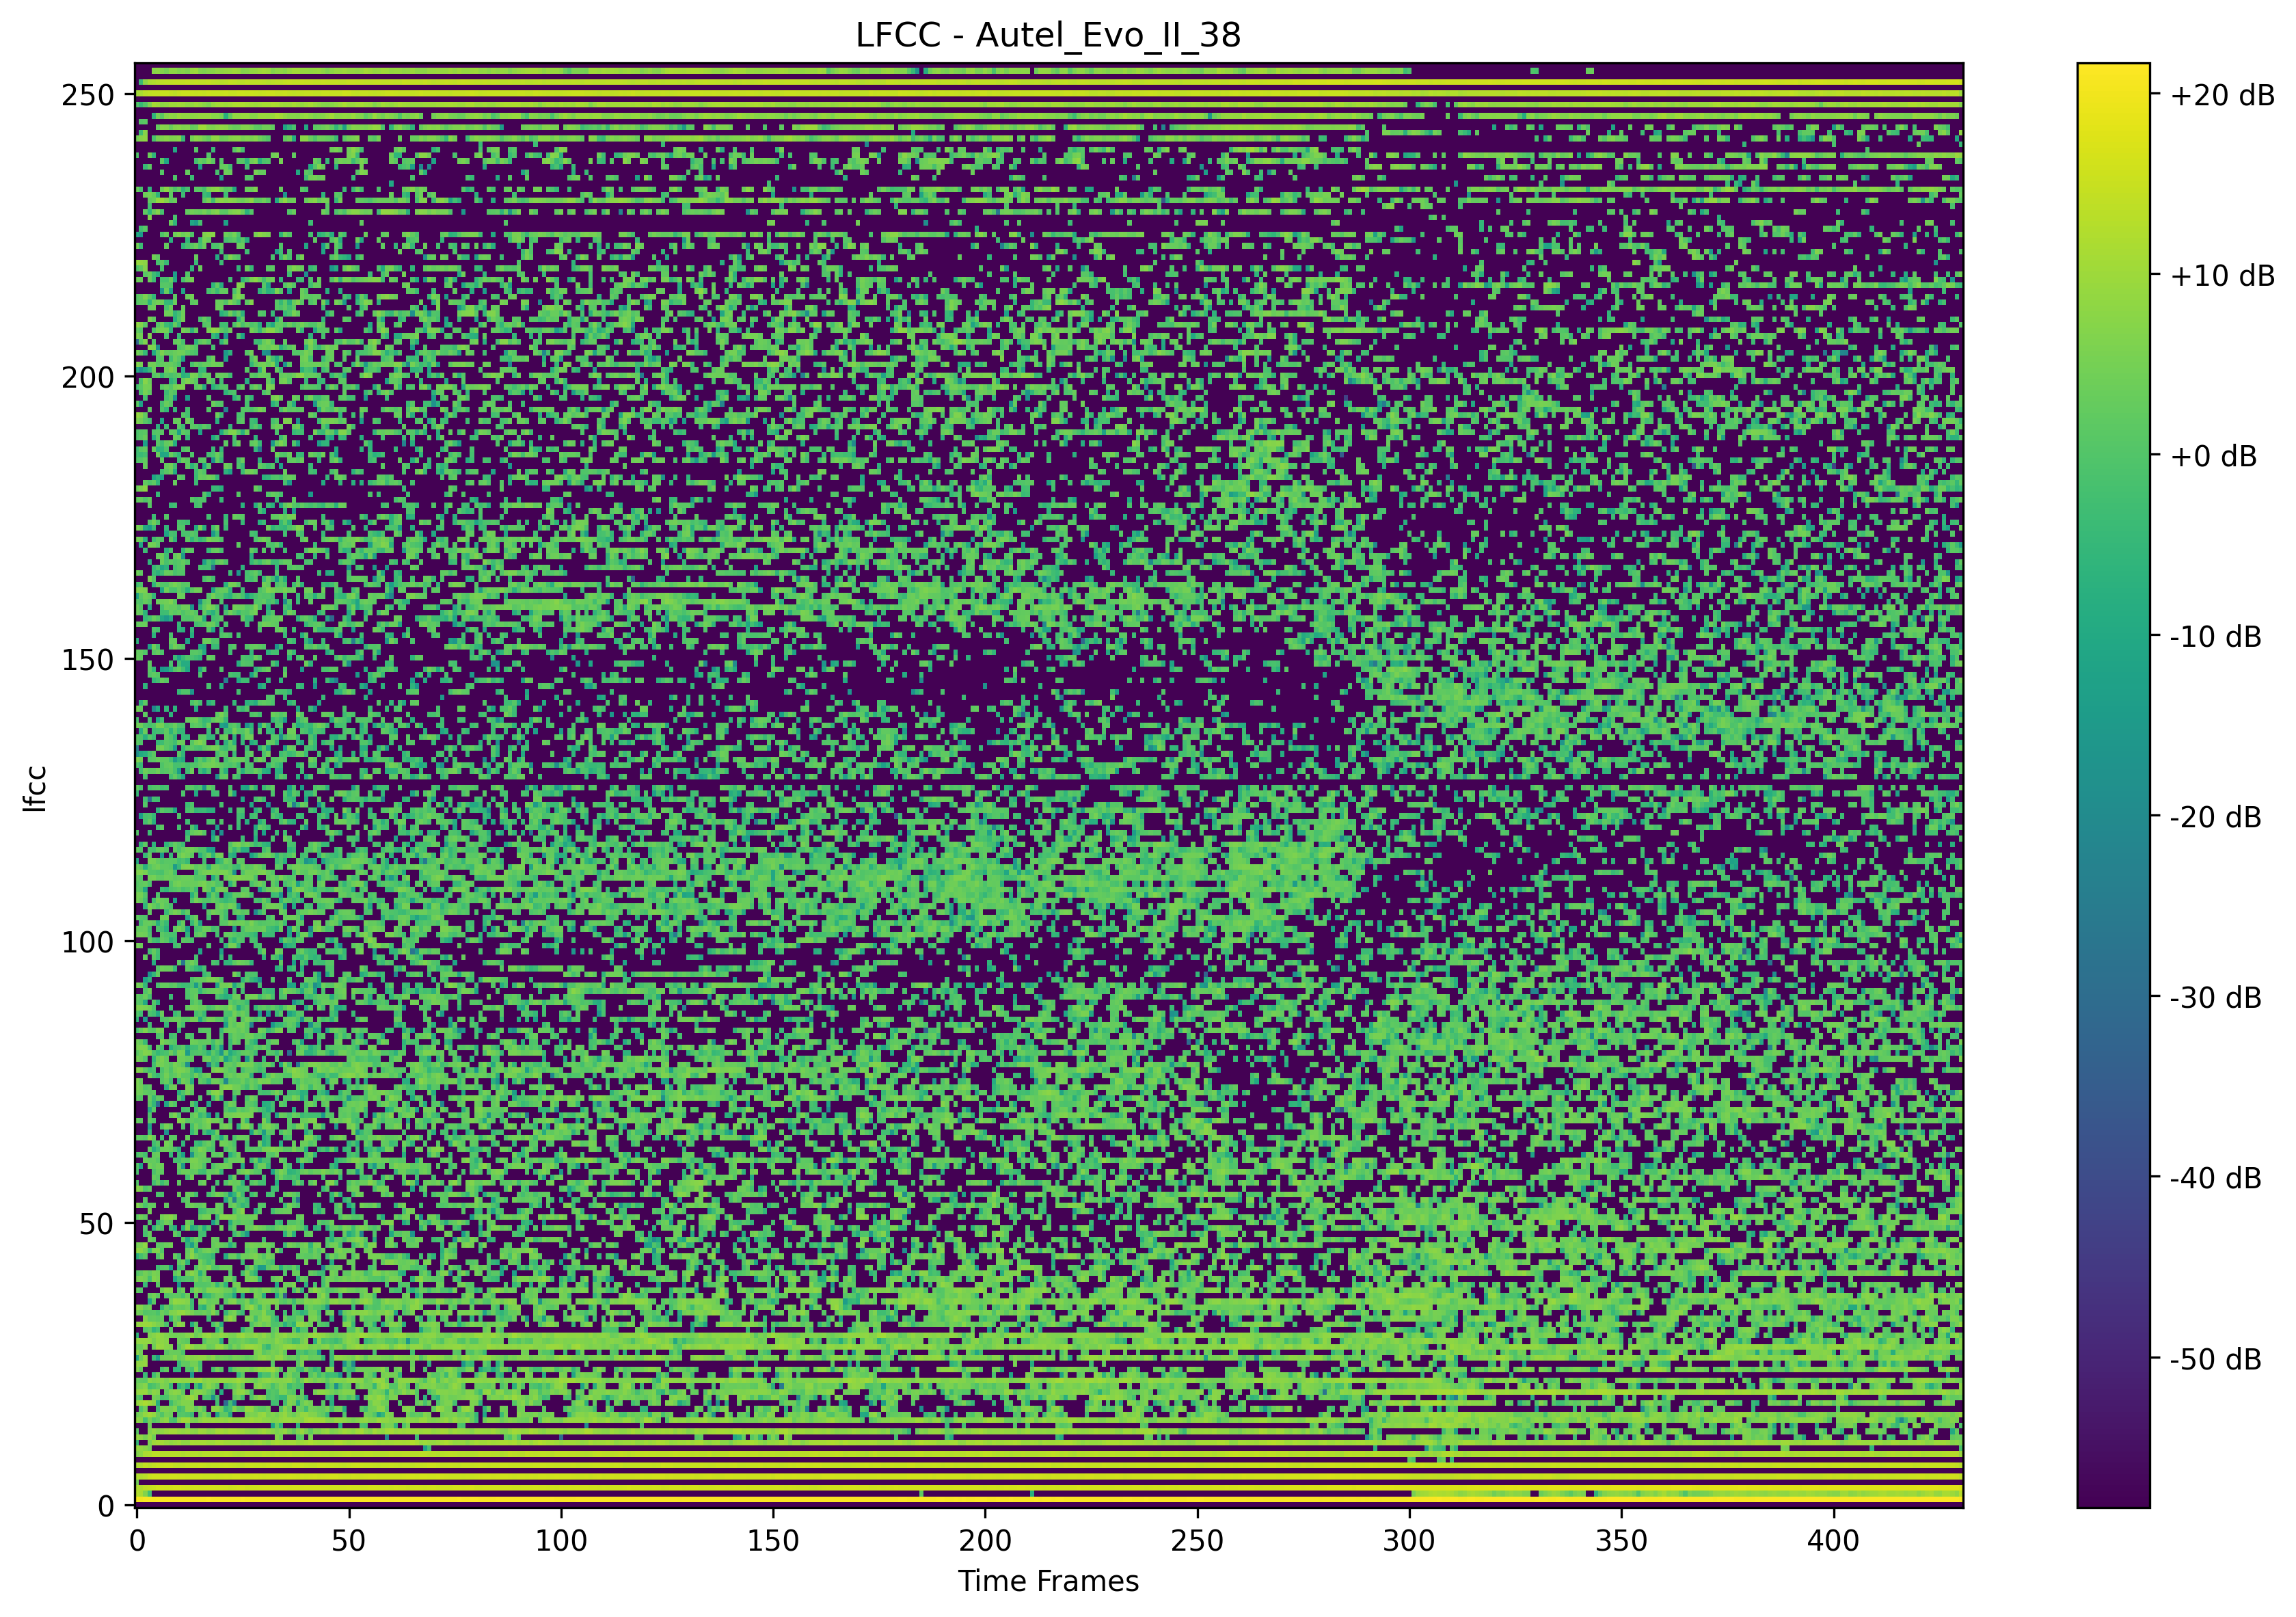 LFCC - Autel_Evo_II_38
lfcc
250
200
150
100
50
0
0 50 100 150 200 250 300 350 400
Time Frames
+20 dB
+10 dB
+0 dB
-10 dB
-20 dB
-30 dB
-40 dB
-50 dB